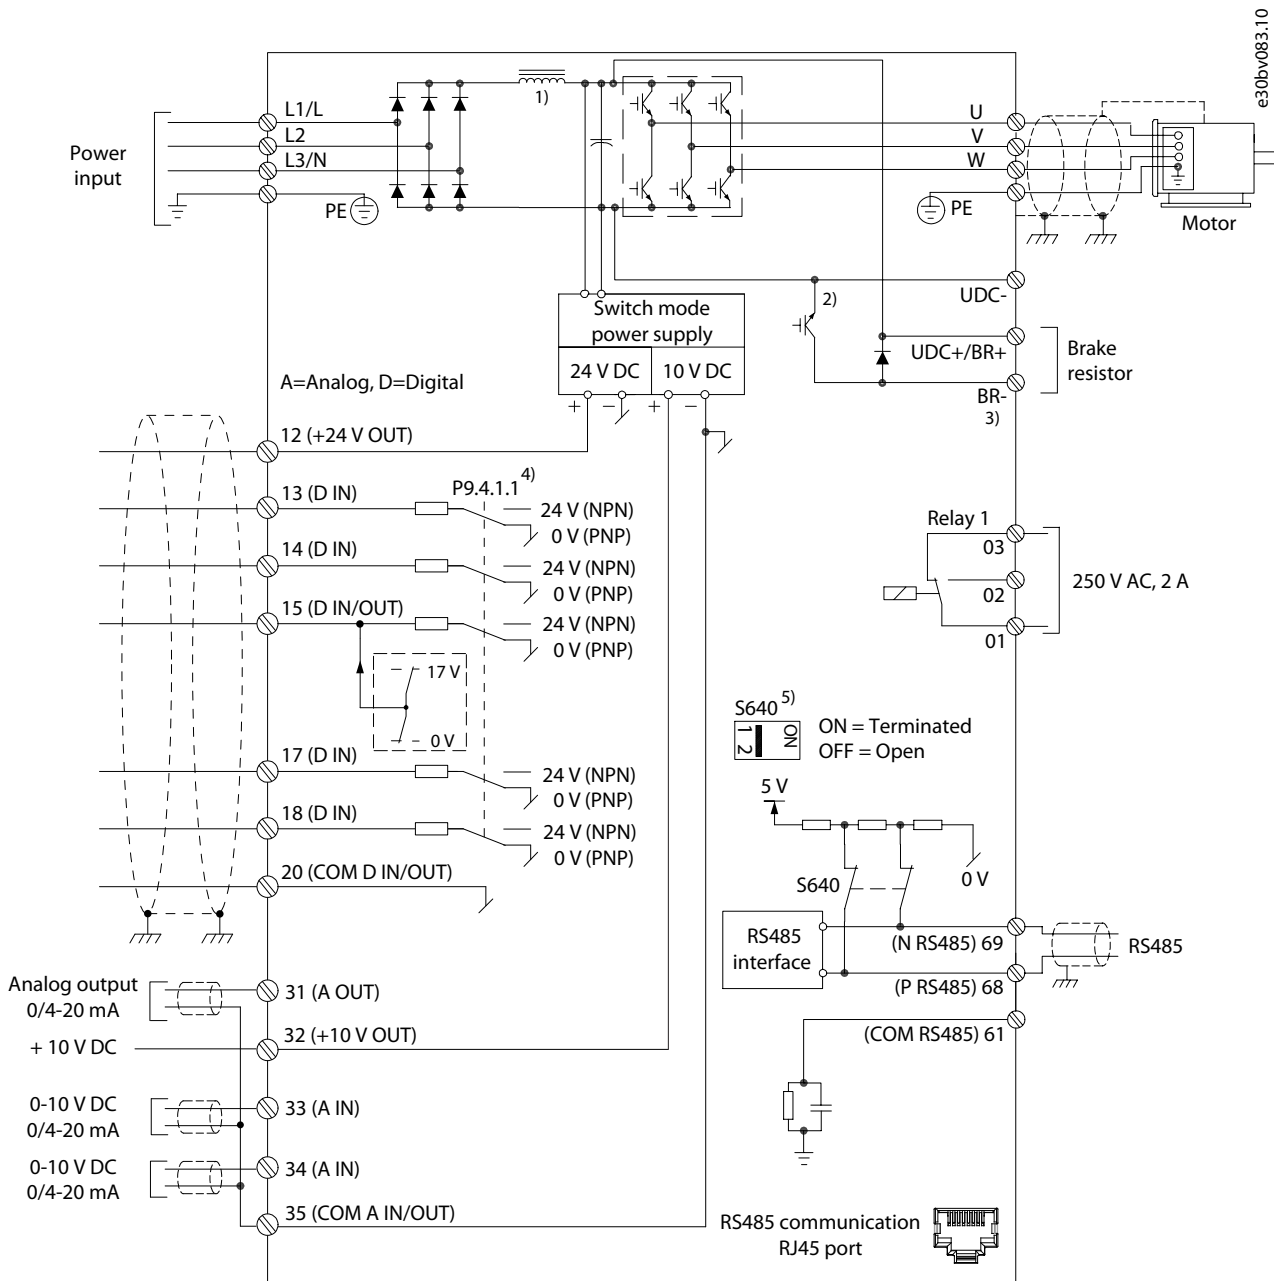 e30bv083.10
Power
input
L1/L
L2
L3/N
PE
1)
U
V
W
PE
Motor
2)
UDC-
UDC+/BR+
BR-
3)
Brake
resistor
Switch mode
power supply
24 V DC
10 V DC
+
−
+
−
A=Analog, D=Digital
12 (+24 V OUT)
13 (D IN)
P9.4.1.1 4)
24 V (NPN)
0 V (PNP)
14 (D IN)
24 V (NPN)
0 V (PNP)
15 (D IN/OUT)
24 V (NPN)
0 V (PNP)
17 V
0 V
17 (D IN)
24 V (NPN)
0 V (PNP)
18 (D IN)
24 V (NPN)
0 V (PNP)
20 (COM D IN/OUT)
Relay 1
03
02
01
250 V AC, 2 A
S640 5)
1 2
ON
ON = Terminated
OFF = Open
5 V
0 V
S640
RS485
interface
(N RS485) 69
(P RS485) 68
(COM RS485) 61
RS485
Analog output
0/4-20 mA
31 (A OUT)
+ 10 V DC
32 (+10 V OUT)
0-10 V DC
0/4-20 mA
33 (A IN)
0-10 V DC
0/4-20 mA
34 (A IN)
35 (COM A IN/OUT)
RS485 communication
RJ45 port